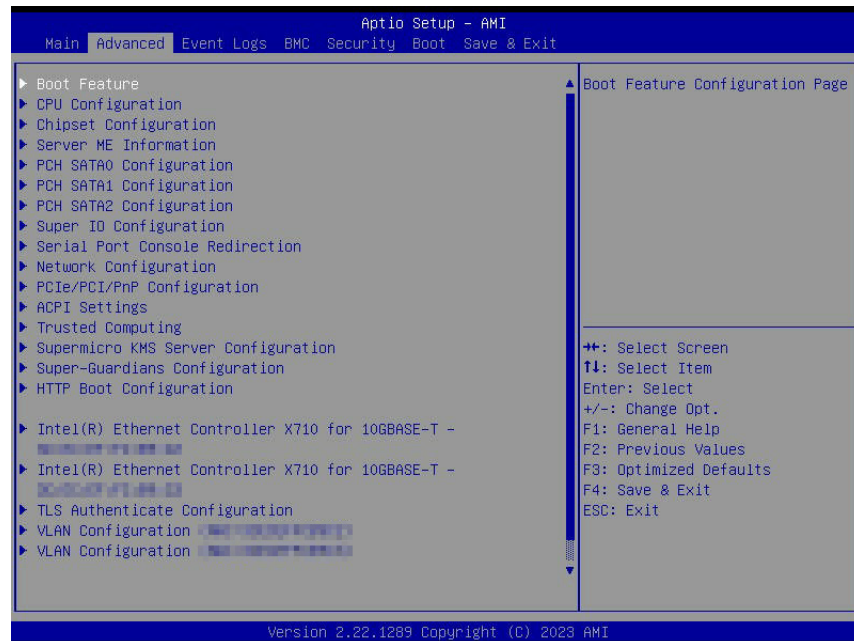 Aptio Setup – AMI
Main Advanced Event Logs BMC Security Boot Save & Exit
Boot Feature
CPU Configuration
Chipset Configuration
Server ME Information
PCH SATA0 Configuration
PCH SATA1 Configuration
PCH SATA2 Configuration
Super IO Configuration
Serial Port Console Redirection
Network Configuration
PCIe/PCI/PnP Configuration
ACPI Settings
Trusted Computing
Supermicro KMS Server Configuration
Super-Guardians Configuration
HTTP Boot Configuration
Intel(R) Ethernet Controller X710 for 10GBASE-T –
Intel(R) Ethernet Controller X710 for 10GBASE-T –
TLS Authenticate Configuration
VLAN Configuration
VLAN Configuration
Boot Feature Configuration Page
→←: Select Screen
↑↓: Select Item
Enter: Select
+/-: Change Opt.
F1: General Help
F2: Previous Values
F3: Optimized Defaults
F4: Save & Exit
ESC: Exit
Version 2.22.1289 Copyright (C) 2023 AMI